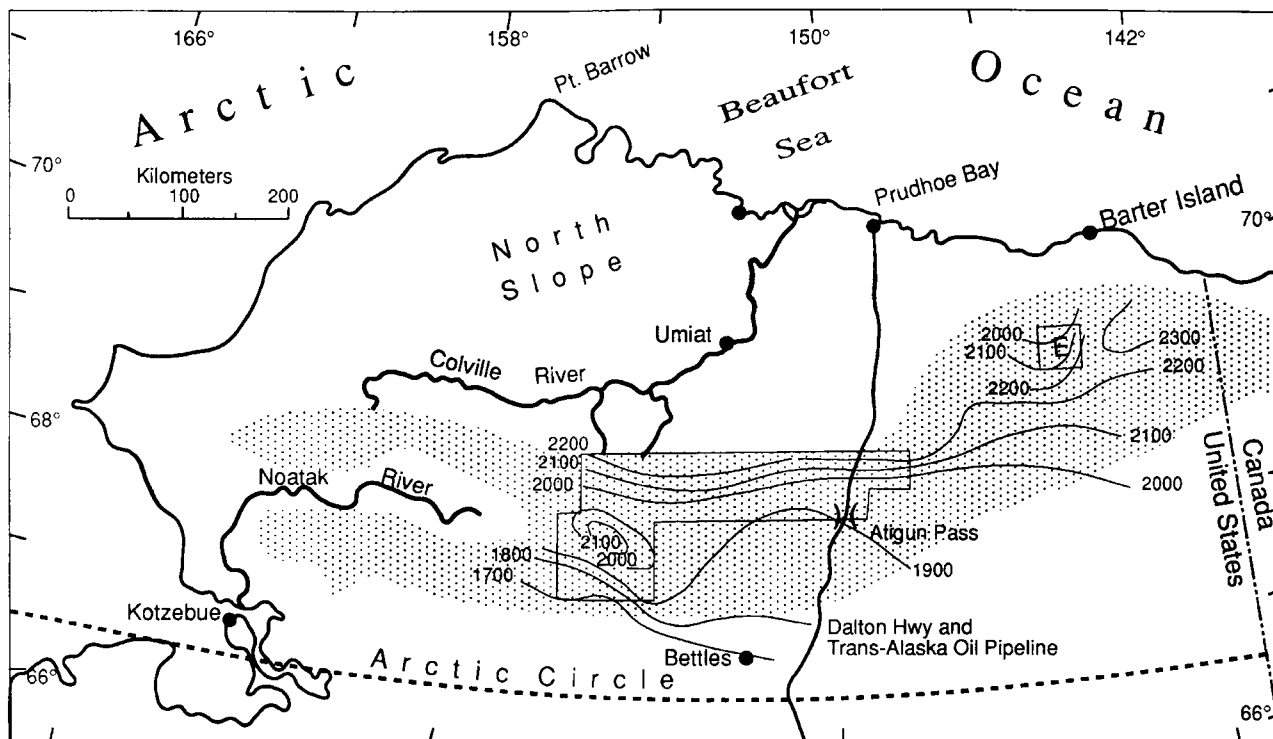 166°
158°
150°
142°
Arctic
Ocean
Pt. Barrow
Beaufort
Sea
70°
Kilometers
0 100 200
Prudhoe Bay
Barter Island
70°
North
Slope
Umiat
2000
2100
E
2200
2300
2200
Colville River
68°
2100
2000
2200
2100
2000
Noatak River
Canada
United States
Atigun Pass
2100
2000
1800
1700
1900
Kotzebue
Dalton Hwy and
Trans-Alaska Oil Pipeline
Bettles
Arctic Circle
66°
66°